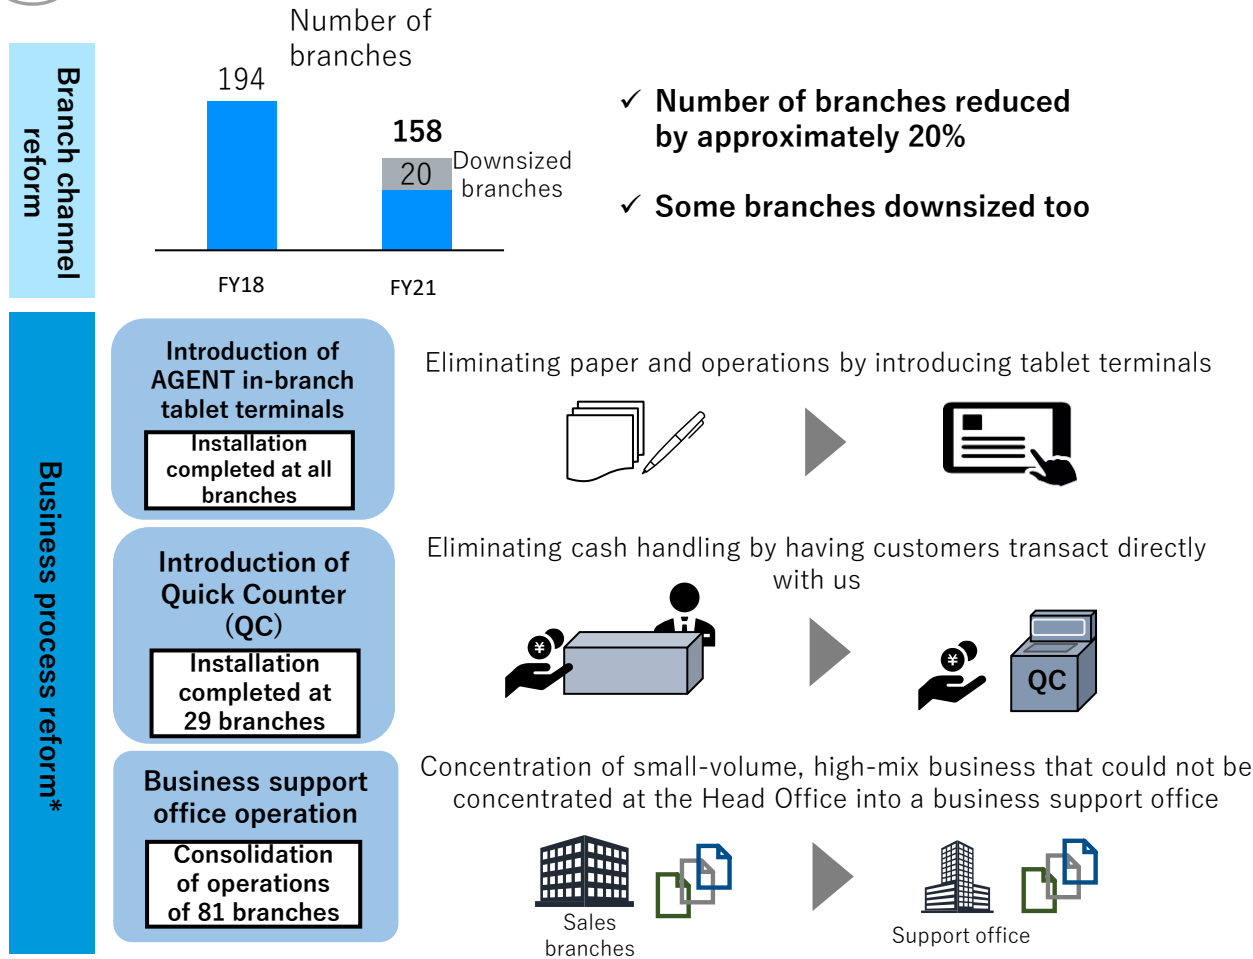 Branch channel
reform
Number of
branches
194
158
20
Downsized
branches
FY18
FY21
✓ Number of branches reduced
by approximately 20%
✓ Some branches downsized too
Business process reform*
Introduction of
AGENT in-branch
tablet terminals
Installation
completed at all
branches
Eliminating paper and operations by introducing tablet terminals
Introduction of
Quick Counter
(QC)
Installation
completed at
29 branches
Eliminating cash handling by having customers transact directly
with us
¥
¥
QC
Business support
office operation
Consolidation
of operations
of 81 branches
Concentration of small-volume, high-mix business that could not be
concentrated at the Head Office into a business support office
Sales
branches
Support office